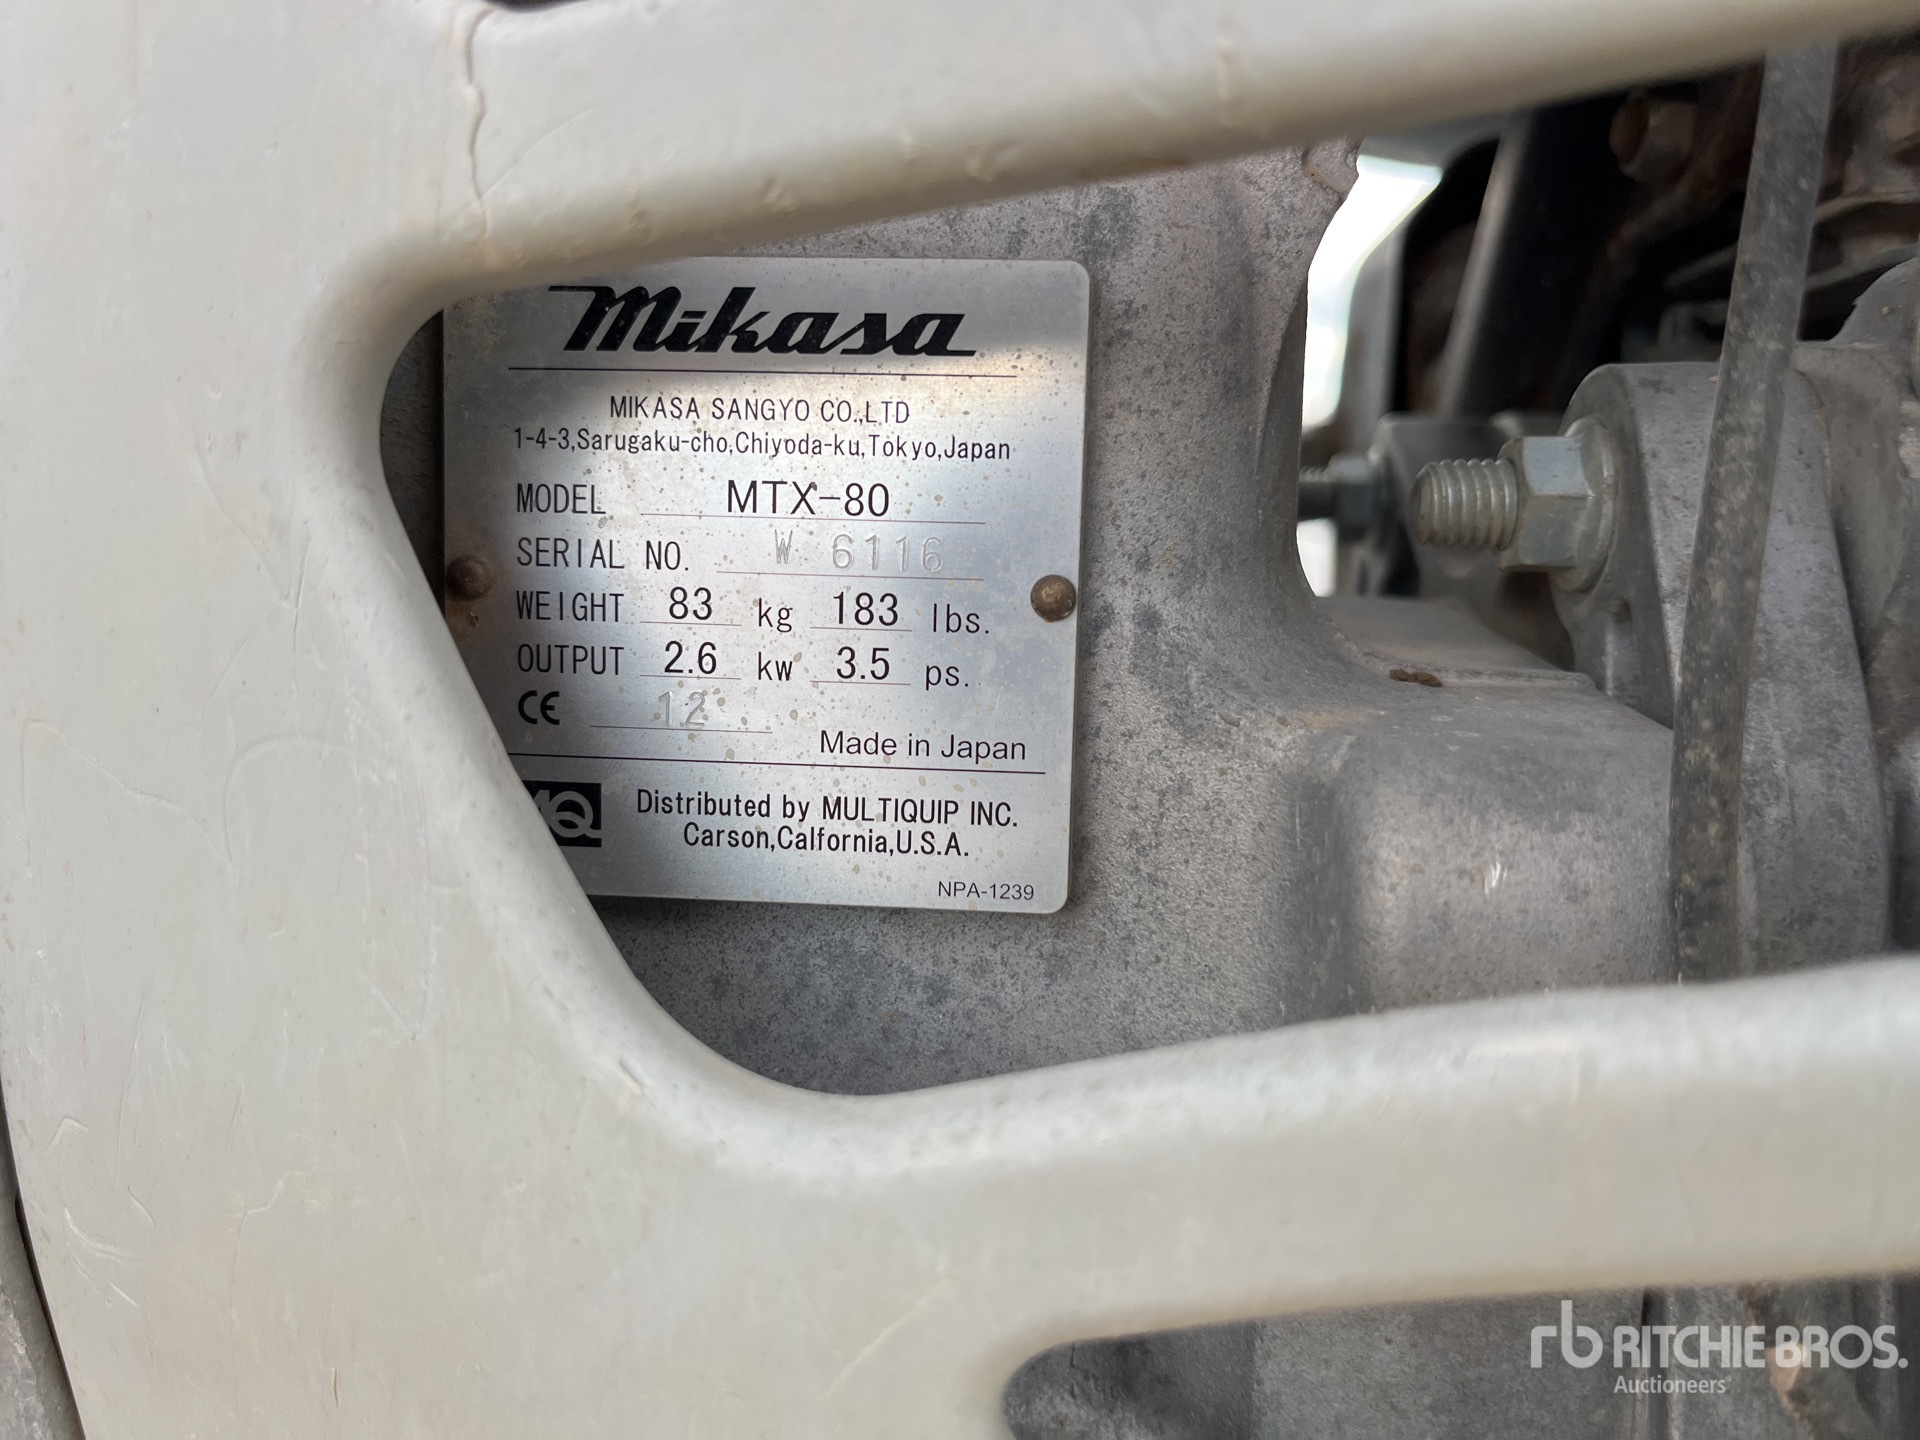 Mikasa
MIKASA SANGYO CO.,LTD
1-4-3,Sarugaku-cho,Chiyoda-ku,Tokyo,Japan
MODEL MTX-80
SERIAL NO. W 6116
WEIGHT 83 kg 183 lbs.
OUTPUT 2.6 kw 3.5 ps.
CE 12
Made in Japan
MQ Distributed by MULTIQUIP INC.
Carson,Calfornia,U.S.A.
NPA-1239
rb RITCHIE BROS.
Auctioneers